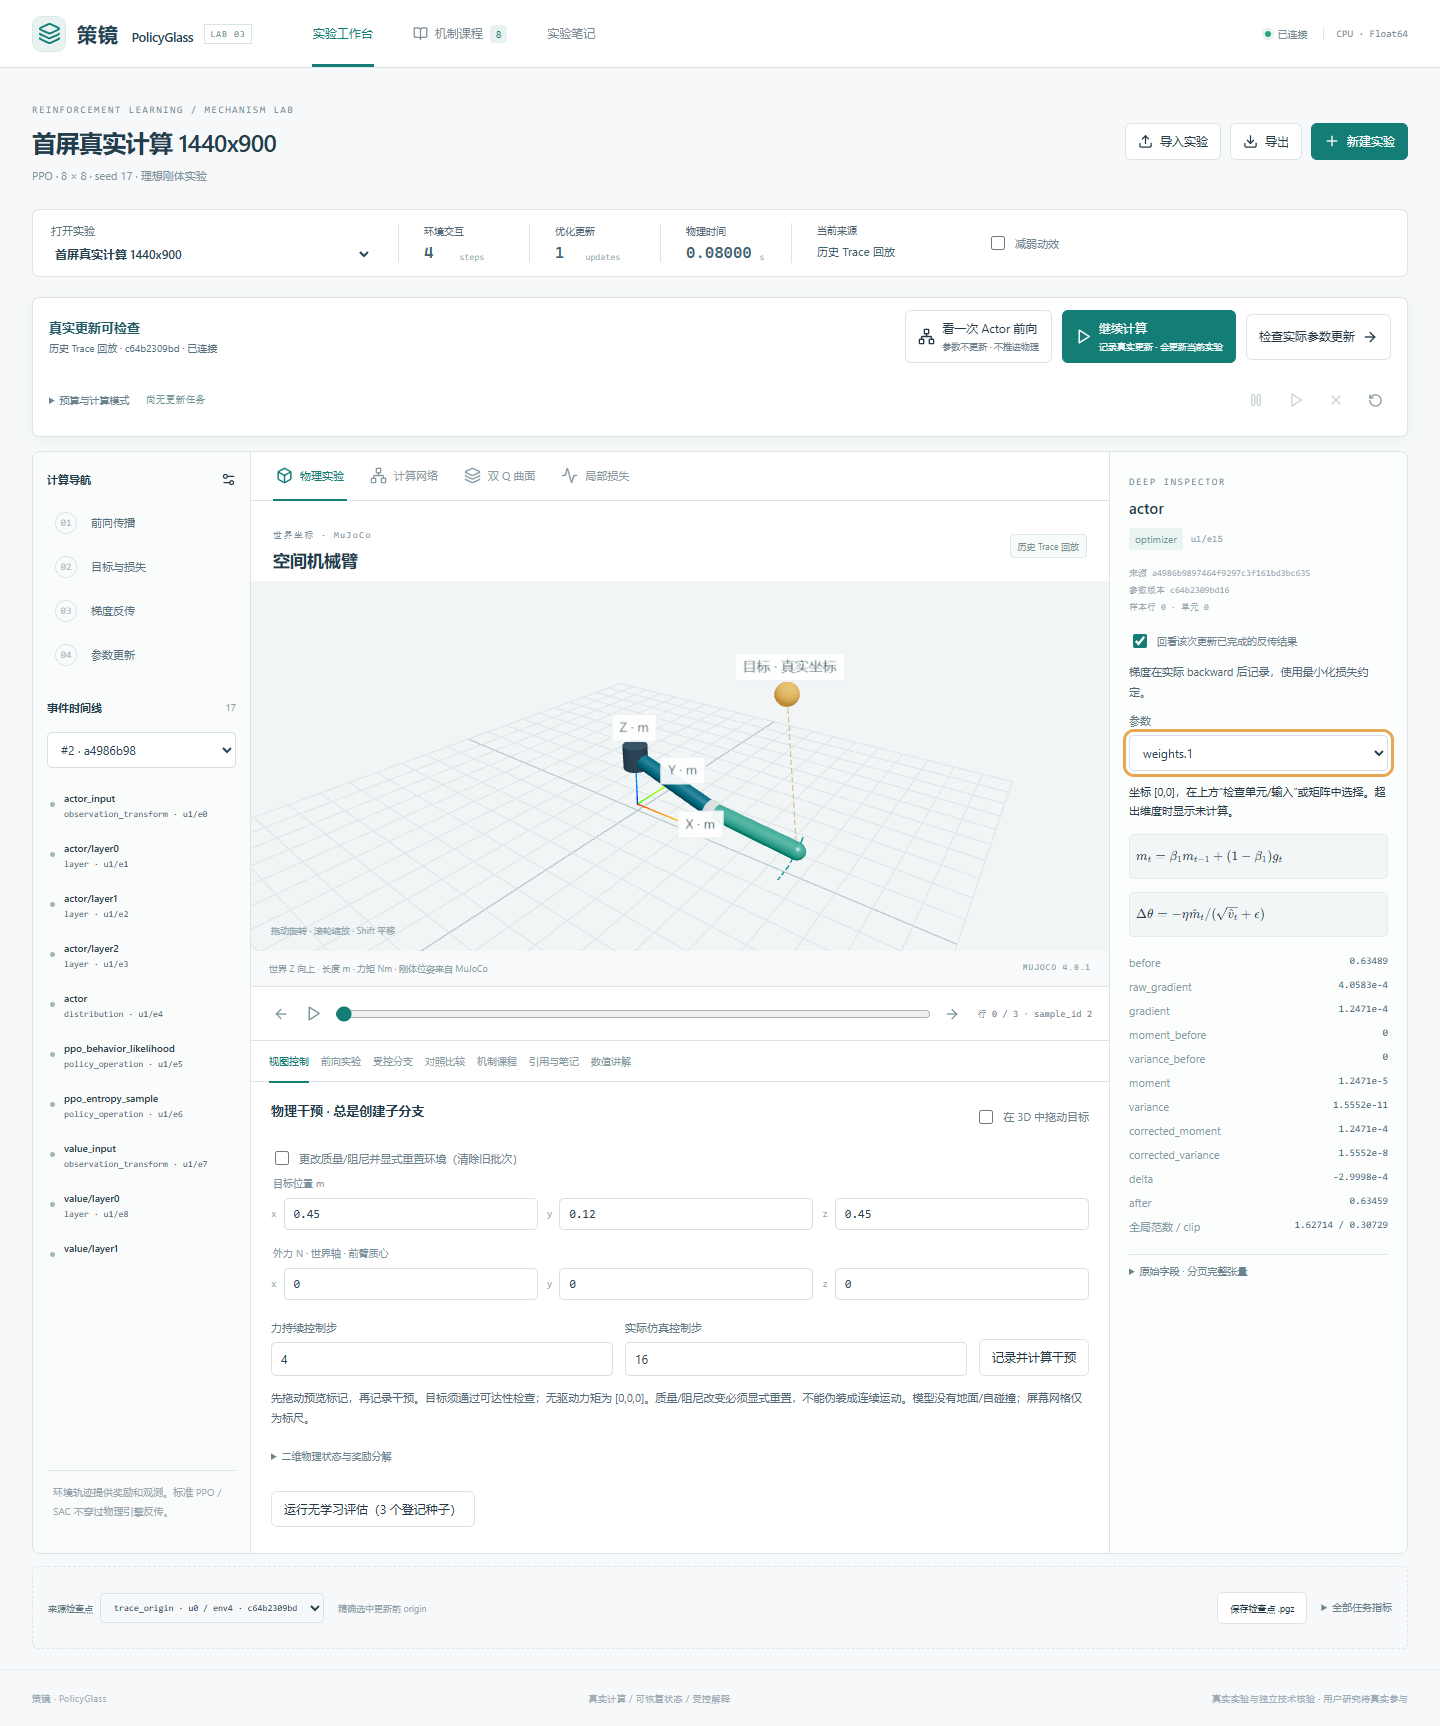 策镜 PolicyGlass LAB 03
实验工作台
机制课程 8
实验笔记
已连接
CPU · Float64
REINFORCEMENT LEARNING / MECHANISM LAB
首屏真实计算 1440x900
PPO · 8 × 8 · seed 17 · 理想刚体实验
导入实验
导出
新建实验
打开实验
首屏真实计算 1440x900
环境交互
4 steps
优化更新
1 updates
物理时间
0.08000 s
当前来源
历史 Trace 回放
减弱动效
真实更新可检查
历史 Trace 回放 · c64b2309bd · 已连接
看一次 Actor 前向
参数不更新 · 不推进物理
继续计算
记录真实更新 · 会更新当前实验
检查实际参数更新
预算与计算模式
尚无更新任务
计算导航
01 前向传播
02 目标与损失
03 梯度反传
04 参数更新
事件时间线 17
#2 · a4986b98
actor_input
observation_transform · u1/e0
actor/layer0
layer · u1/e1
actor/layer1
layer · u1/e2
actor/layer2
layer · u1/e3
actor
distribution · u1/e4
ppo_behavior_likelihood
policy_operation · u1/e5
ppo_entropy_sample
policy_operation · u1/e6
value_input
observation_transform · u1/e7
value/layer0
layer · u1/e8
value/layer1
环境轨迹提供奖励和观测。标准 PPO /
SAC 不穿过物理引擎反传。
物理实验
计算网络
双 Q 曲面
局部损失
世界坐标 · MuJoCo
空间机械臂
历史 Trace 回放
目标 · 真实坐标
Z · m
Y · m
X · m
拖动旋转 · 滚轮缩放 · Shift 平移
世界 Z 向上 · 长度 m · 力矩 Nm · 刚体位姿来自 MuJoCo
MUJOCO 4.0.1
行 0 / 3 · sample_id 2
视图控制
前向实验
受控分支
对照比较
机制课程
引用与笔记
数值讲解
物理干预 · 总是创建子分支
在 3D 中拖动目标
更改质量/阻尼并显式重置环境（清除旧批次）
目标位置 m
x 0.45
y 0.12
z 0.45
外力 N · 世界轴 · 前臂质心
x 0
y 0
z 0
力持续控制步
4
实际仿真控制步
16
记录并计算干预
先拖动预览标记，再记录干预。目标须通过可达性检查；无驱动力矩为 [0,0,0]。质量/阻尼改变必须显式重置，不能伪装成连续运动。模型没有地面/自碰撞；屏幕网格仅
为标尺。
二维物理状态与奖励分解
运行无学习评估（3 个登记种子）
DEEP INSPECTOR
actor
optimizer u1/e15
来源 a4986b9897464f9297c3f161bd3bc635
参数版本 c64b2309bd16
样本行 0 · 单元 0
回看该次更新已完成的反传结果
梯度在实际 backward 后记录，使用最小化损失约
定。
参数
weights.1
坐标 [0,0]，在上方“检查单元/输入”或矩阵中选择。超
出维度时显示未计算。
m_t = β₁m_{t−1} + (1 − β₁)g_t
Δθ = −ηm̂_t/(√v̂_t + ϵ)
before 0.63489
raw_gradient 4.0583e-4
gradient 1.2471e-4
moment_before 0
variance_before 0
moment 1.2471e-5
variance 1.5552e-11
corrected_moment 1.2471e-4
corrected_variance 1.5552e-8
delta -2.9998e-4
after 0.63459
全局范数 / clip 1.62714 / 0.30729
原始字段 · 分页完整张量
来源检查点
trace_origin · u0 / env4 · c64b2309bd
精确选中更新前 origin
保存检查点 .pgz
全部任务指标
策镜 · PolicyGlass
真实计算 / 可恢复状态 / 受控解释
真实实验与独立技术核验 · 用户研究待真实参与